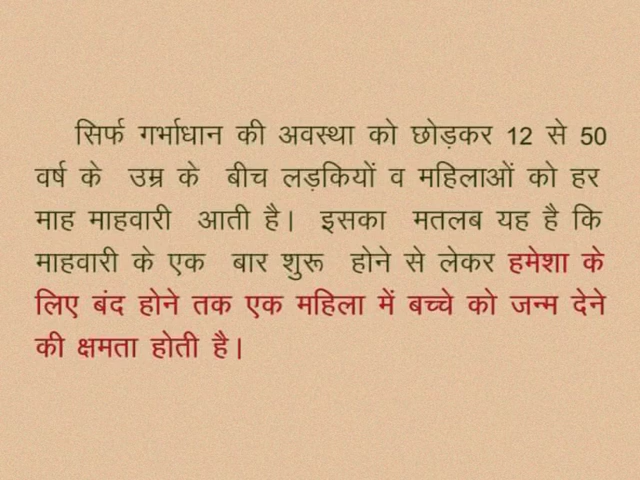 सिर्फ गर्भाधान की अवस्था को छोड़कर 12 से 50
वर्ष के उम्र के बीच लड़कियों व महिलाओं को हर
माह माहवारी आती है। इसका मतलब यह है कि
माहवारी के एक बार शुरू होने से लेकर हमेशा के
लिए बंद होने तक एक महिला में बच्चे को जन्म देने
की क्षमता होती है।